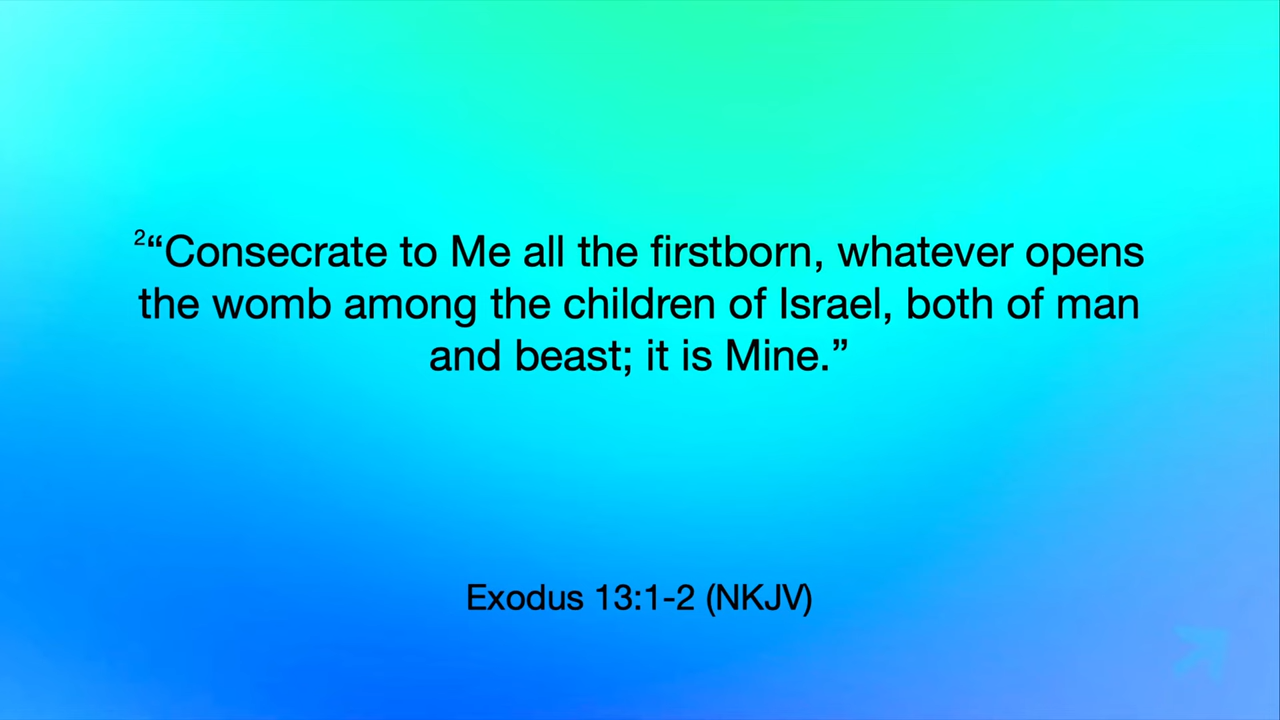 ²“Consecrate to Me all the firstborn, whatever opens
the womb among the children of Israel, both of man
and beast; it is Mine.”
Exodus 13:1-2 (NKJV)